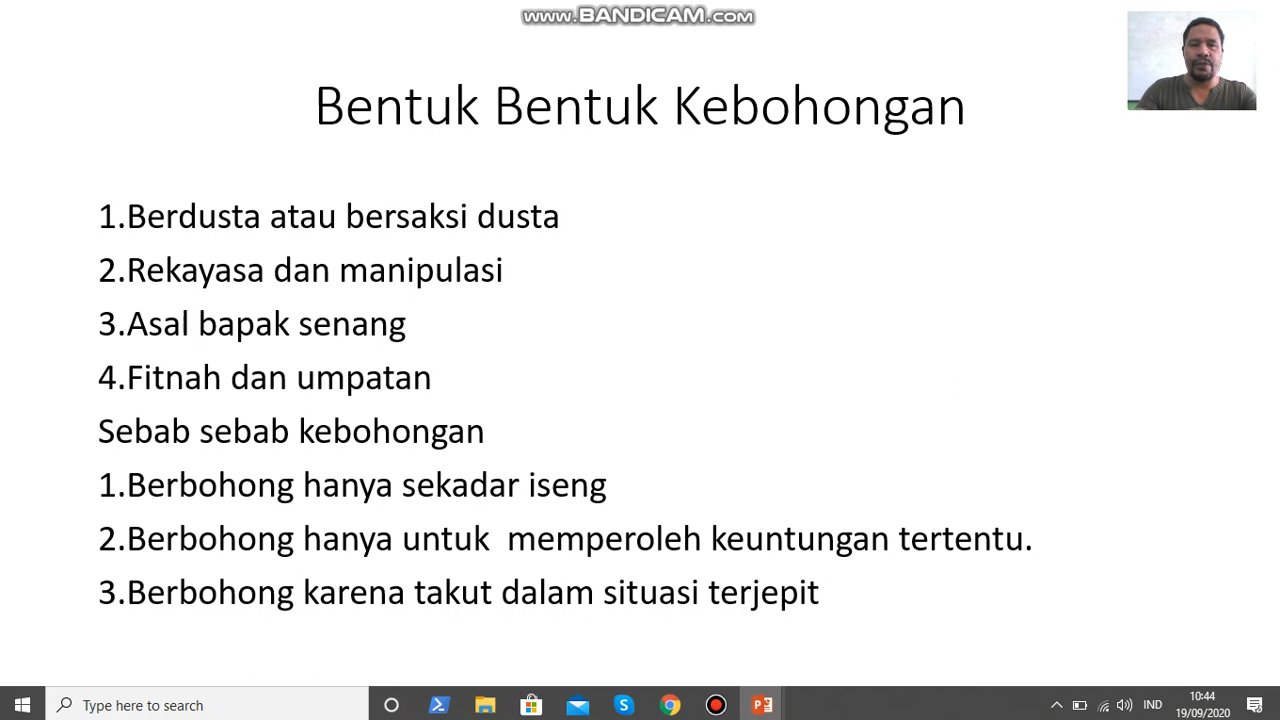 www.BANDICAM.com
Bentuk Bentuk Kebohongan
1.Berdusta atau bersaksi dusta
2.Rekayasa dan manipulasi
3.Asal bapak senang
4.Fitnah dan umpatan
Sebab sebab kebohongan
1.Berbohong hanya sekadar iseng
2.Berbohong hanya untuk  memperoleh keuntungan tertentu.
3.Berbohong karena takut dalam situasi terjepit
Type here to search
IND
10:44
19/09/2020